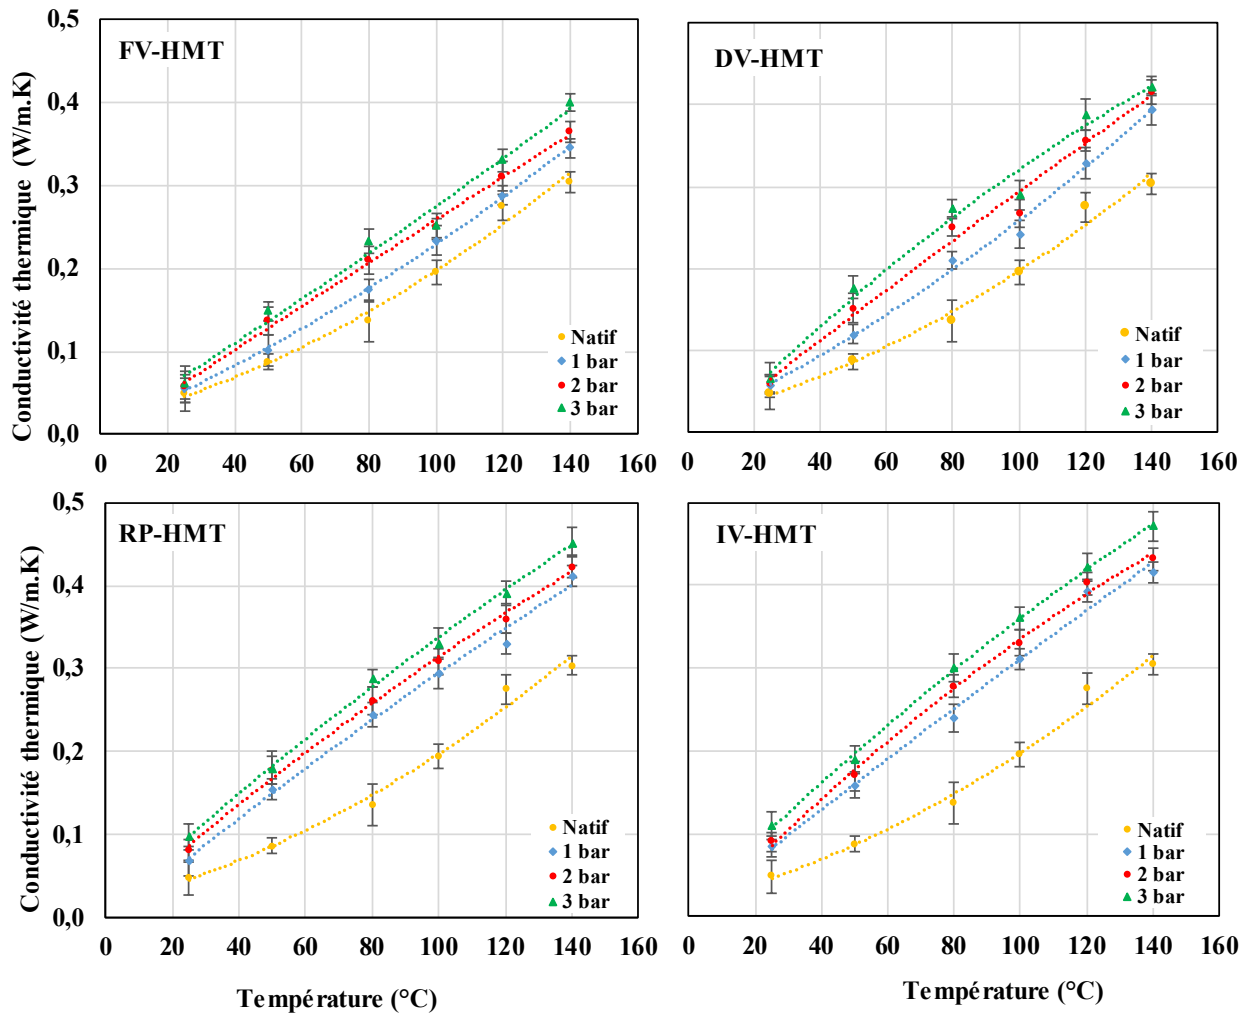 FV-HMT
DV-HMT
Conductivité thermique (W/m.K)
0,5
0,4
0,3
0,2
0,1
0,0
Natif
1 bar
2 bar
3 bar
Natif
1 bar
2 bar
3 bar
0 20 40 60 80 100 120 140 160
0 20 40 60 80 100 120 140 160
RP-HMT
IV-HMT
Conductivité thermique (W/m.K)
0,5
0,4
0,3
0,2
0,1
0,0
Natif
1 bar
2 bar
3 bar
Natif
1 bar
2 bar
3 bar
0 20 40 60 80 100 120 140 160
0 20 40 60 80 100 120 140 160
Température (°C)
Température (°C)